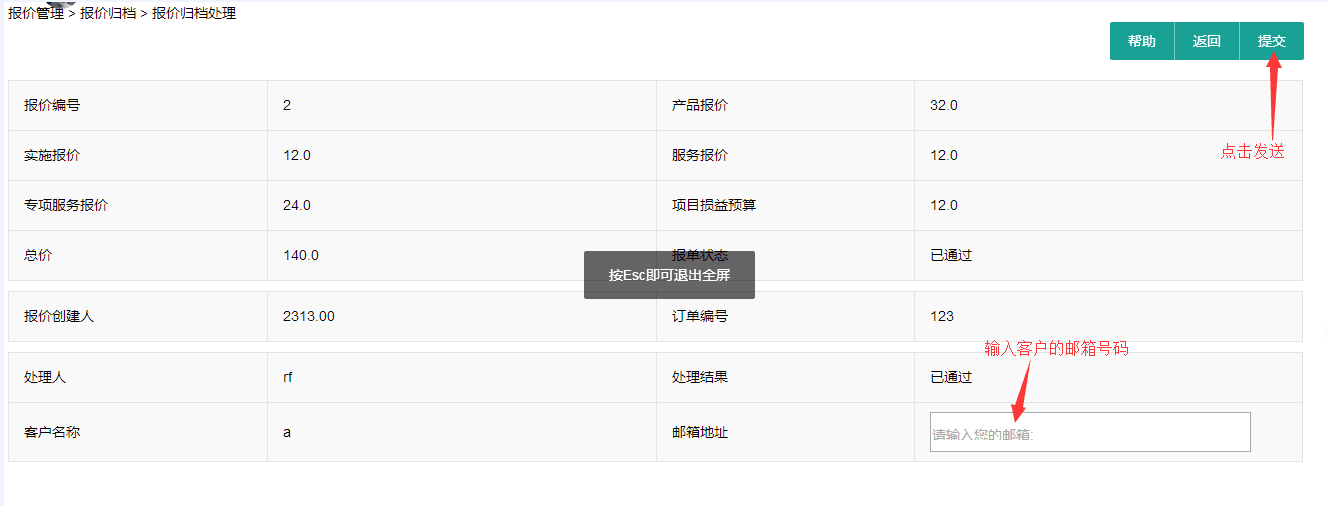 报价管理 > 报价归档 > 报价归档处理
帮助 返回 提交
点击发送
报价编号 2 产品报价 32.0
实施报价 12.0 服务报价 12.0
专项服务报价 24.0 项目损益预算 12.0
总价 140.0 报单状态 已通过
按Esc即可退出全屏
报价创建人 2313.00 订单编号 123
输入客户的邮箱号码
处理人 rf 处理结果 已通过
客户名称 a 邮箱地址 请输入您的邮箱: